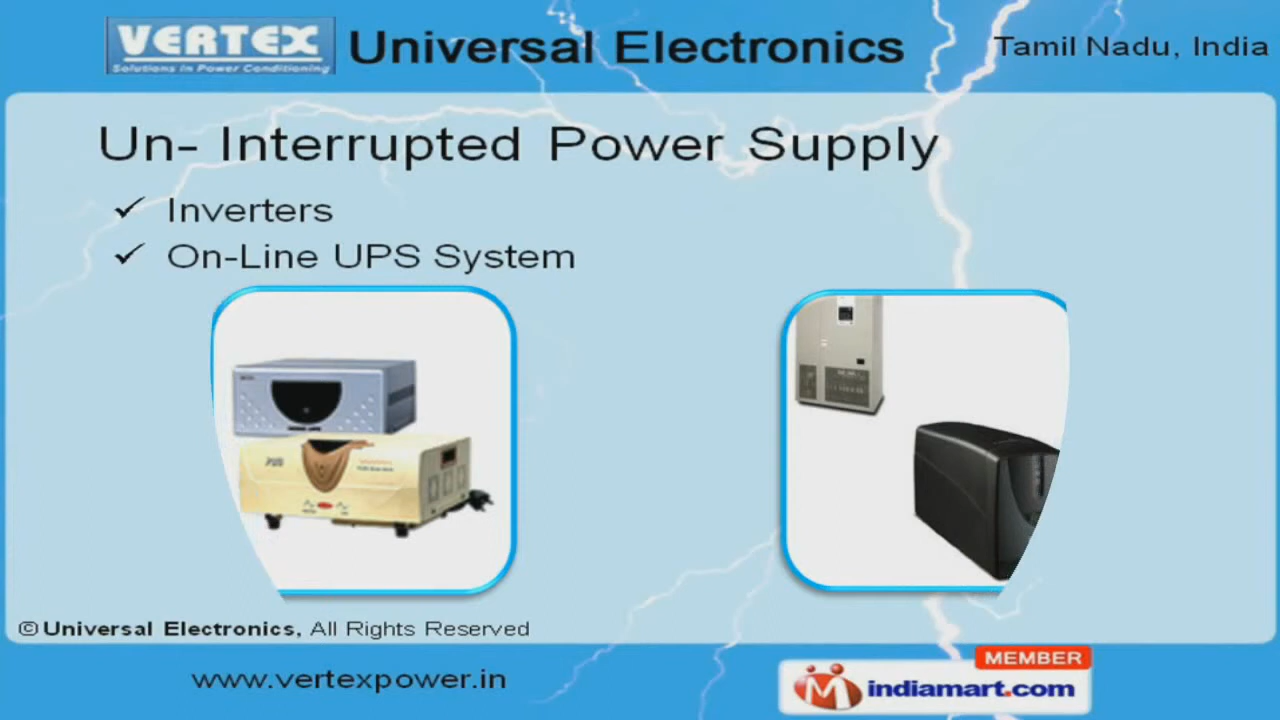 VERTEX
Solutions in Power Conditioning
Universal Electronics
Tamil Nadu, India
Un- Interrupted Power Supply
✓ Inverters
✓ On-Line UPS System
© Universal Electronics, All Rights Reserved
www.vertexpower.in
MEMBER
indiamart.com